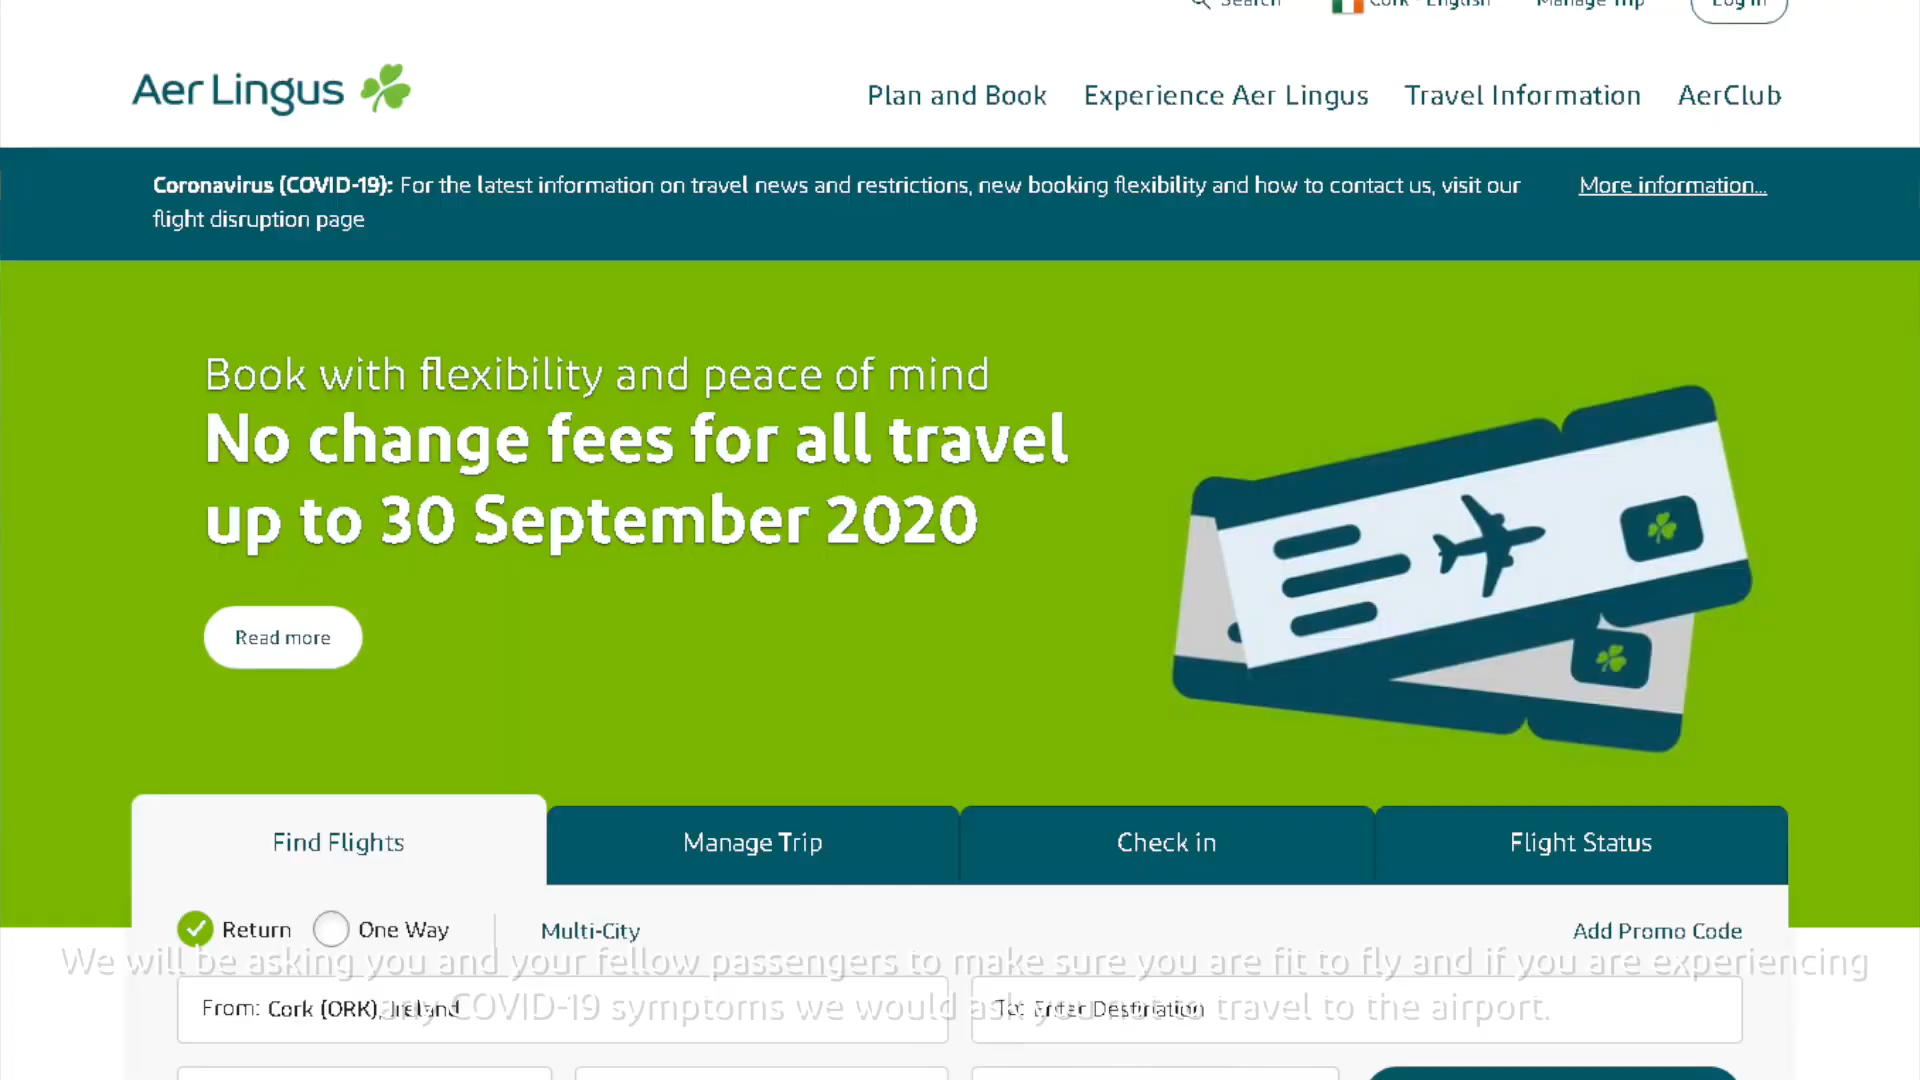 Search Cork - English Manage Trip Log in
Aer Lingus
Plan and Book Experience Aer Lingus Travel Information AerClub
Coronavirus (COVID-19): For the latest information on travel news and restrictions, new booking flexibility and how to contact us, visit our
flight disruption page
More information...
Book with flexibility and peace of mind
No change fees for all travel
up to 30 September 2020
Read more
Find Flights Manage Trip Check in Flight Status
Return One Way Multi-City Add Promo Code
We will be asking you and your fellow passengers to make sure you are fit to fly and if you are experiencing
any COVID-19 symptoms we would ask you not to travel to the airport.
From: Cork (ORK), Ireland
To: Enter Destination